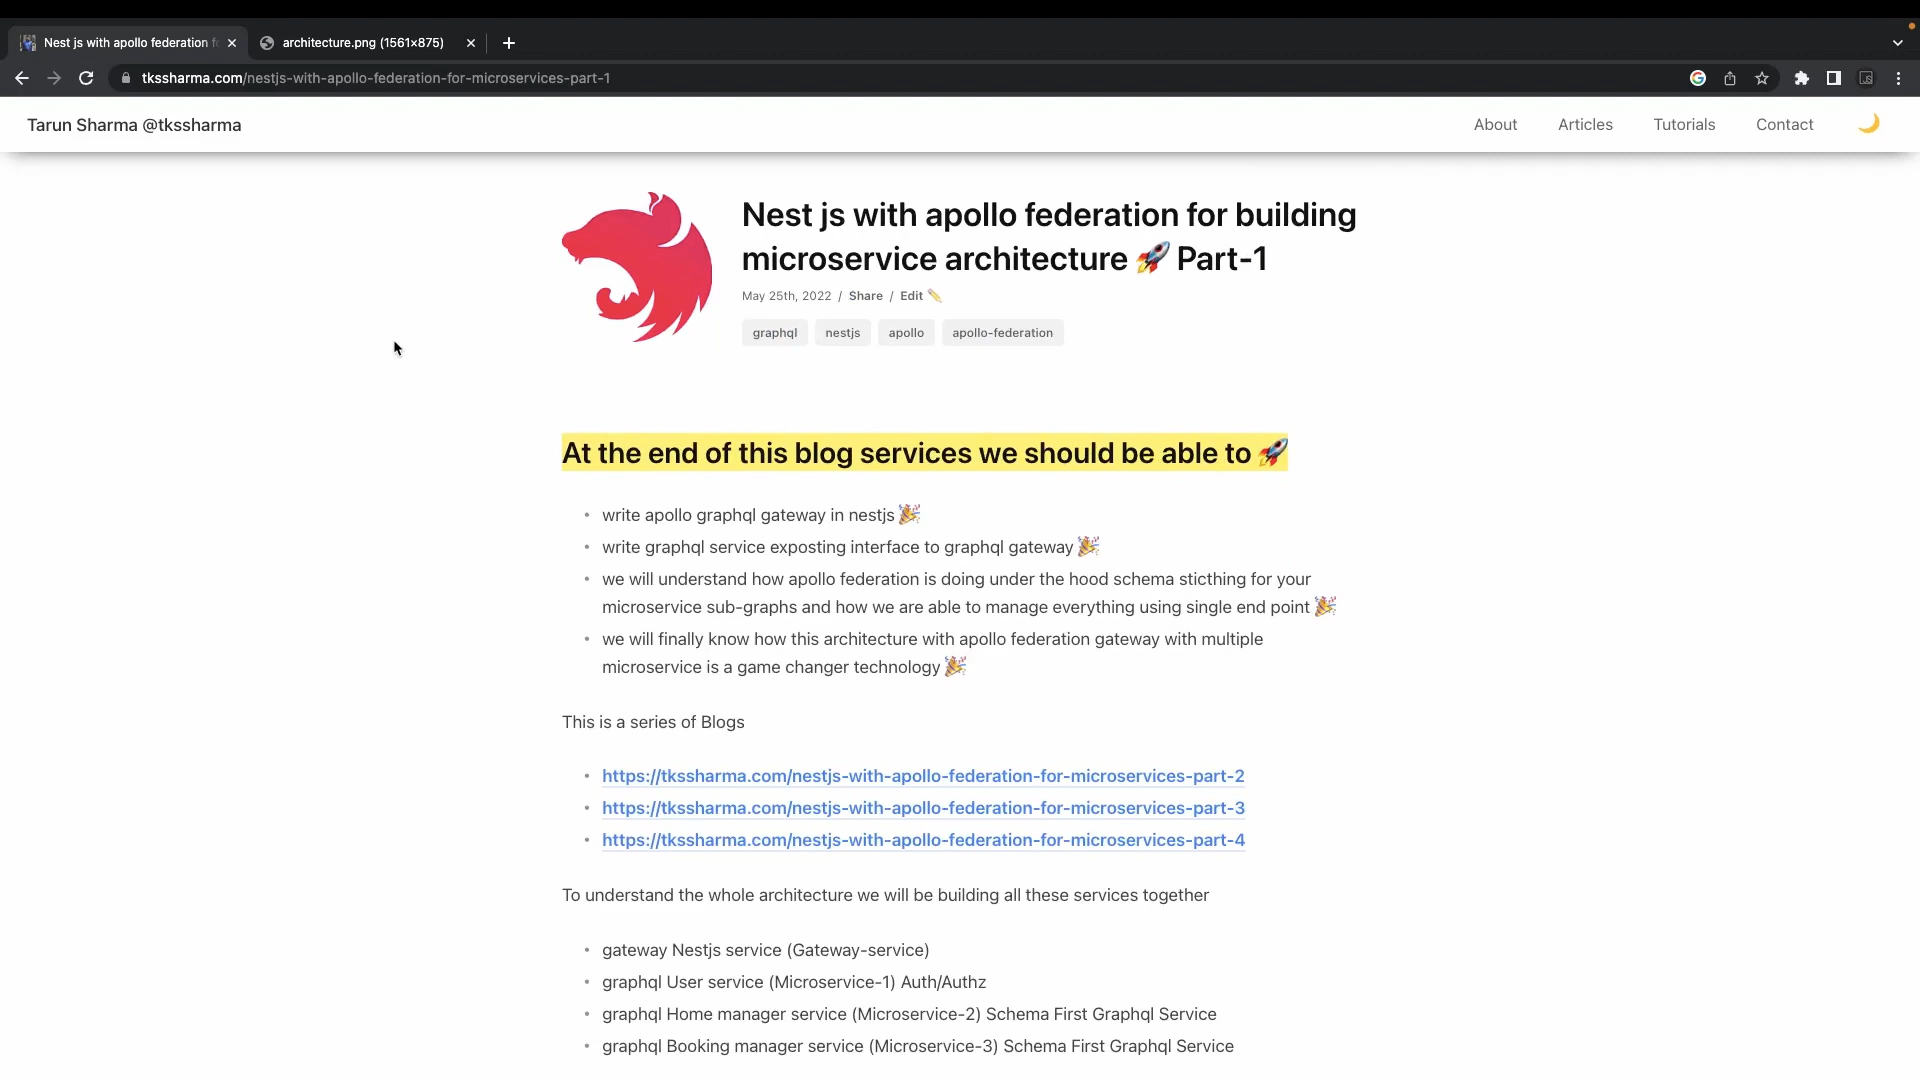 Nest js with apollo federation f
architecture.png (1561×875)
tkssharma.com/nestjs-with-apollo-federation-for-microservices-part-1
Tarun Sharma @tkssharma
About
Articles
Tutorials
Contact
Nest js with apollo federation for building
microservice architecture 🚀 Part-1
May 25th, 2022 / Share / Edit ✏️
graphql
nestjs
apollo
apollo-federation
At the end of this blog services we should be able to 🚀
• write apollo graphql gateway in nestjs 🎉
• write graphql service exposting interface to graphql gateway 🎉
• we will understand how apollo federation is doing under the hood schema sticthing for your
microservice sub-graphs and how we are able to manage everything using single end point 🎉
• we will finally know how this architecture with apollo federation gateway with multiple
microservice is a game changer technology 🎉
This is a series of Blogs
• https://tkssharma.com/nestjs-with-apollo-federation-for-microservices-part-2
• https://tkssharma.com/nestjs-with-apollo-federation-for-microservices-part-3
• https://tkssharma.com/nestjs-with-apollo-federation-for-microservices-part-4
To understand the whole architecture we will be building all these services together
• gateway Nestjs service (Gateway-service)
• graphql User service (Microservice-1) Auth/Authz
• graphql Home manager service (Microservice-2) Schema First Graphql Service
• graphql Booking manager service (Microservice-3) Schema First Graphql Service